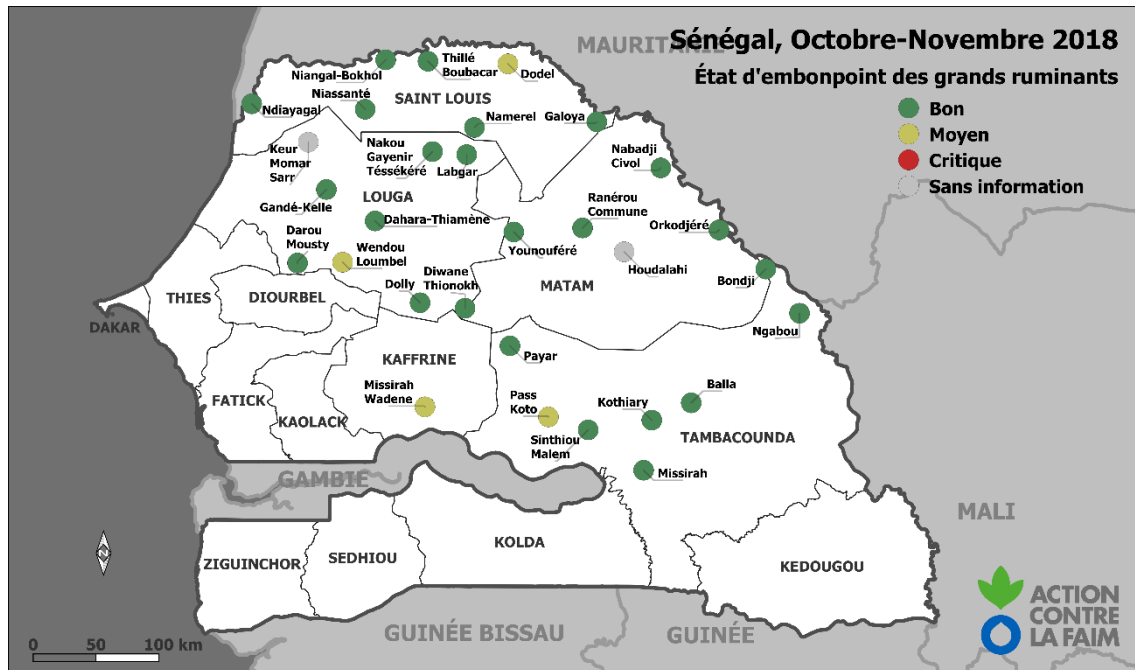 MAURITANIE
Sénégal, Octobre-Novembre 2018
État d'embonpoint des grands ruminants
Bon
Moyen
Critique
Sans information
Niangal-Bokhol
Thillé
Boubacar
Dodel
Niassanté
SAINT LOUIS
Ndiayagal
Namerel
Galoya
Keur
Momar
Sarr
Nakou
Gayenir
Téssékéré
Labgar
Nabadji
Civol
Gandé-Kelle
LOUGA
Ranérou
Commune
Dahara-Thiamène
Orkodjéré
Darou
Mousty
Wendou
Loumbel
Younouféré
Houdalahi
Diwane
Thionokh
Dolly
MATAM
Bondji
THIES
DIOURBEL
DAKAR
Ngabou
KAFFRINE
Payar
Missirah
Wadene
Pass
Koto
Kothiary
Balla
FATICK
KAOLACK
Sinthiou
Malem
TAMBACOUNDA
Missirah
GAMBIE
MALI
N
ZIGUINCHOR
SEDHIOU
KOLDA
KEDOUGOU
GUINÉE BISSAU
GUINÉE
0 50 100 km
ACTION
CONTRE
LA FAIM